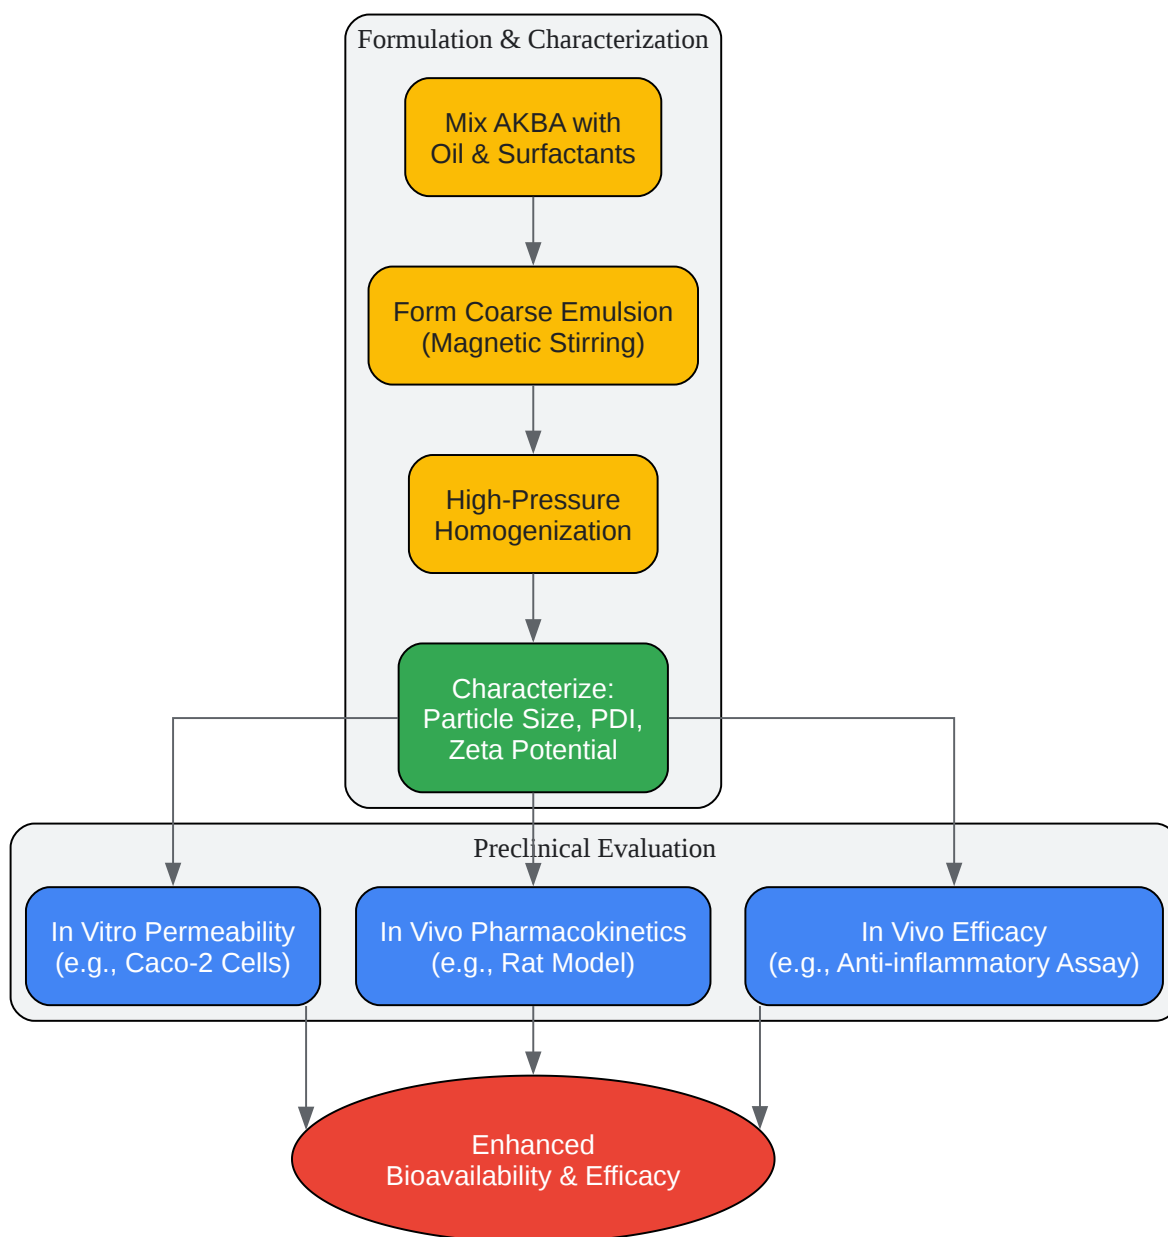 Formulation & Characterization
Mix AKBA with
Oil & Surfactants
Form Coarse Emulsion
(Magnetic Stirring)
High-Pressure
Homogenization
Characterize:
Particle Size, PDI,
Zeta Potential
Preclinical Evaluation
In Vitro Permeability
(e.g., Caco-2 Cells)
In Vivo Pharmacokinetics
(e.g., Rat Model)
In Vivo Efficacy
(e.g., Anti-inflammatory Assay)
Enhanced
Bioavailability & Efficacy